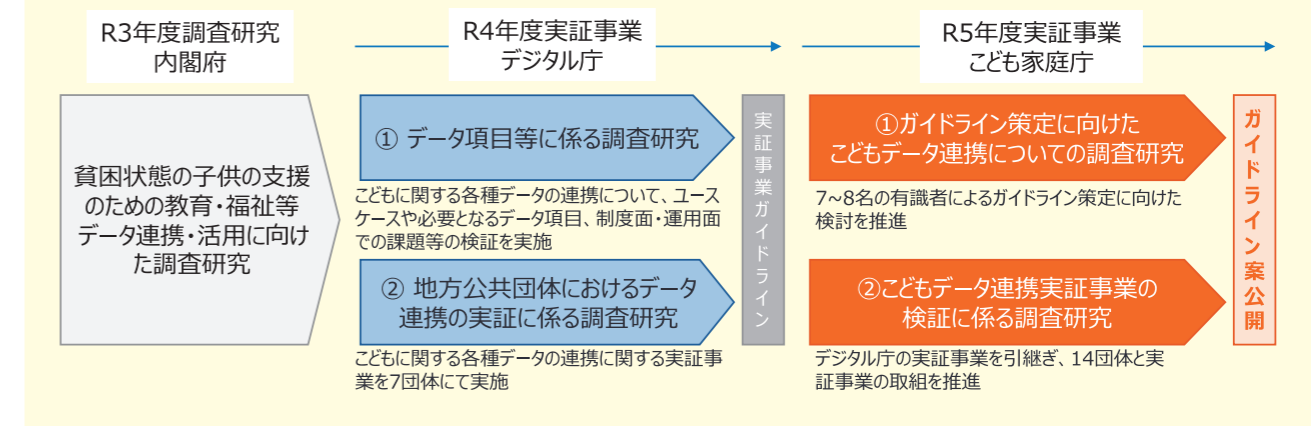 R3年度調査研究
内閣府
貧困状態の子供の支援
のための教育・福祉等
データ連携・活用に向け
た調査研究
R4年度実証事業
デジタル庁
① データ項目等に係る調査研究
こどもに関する各種データの連携について、ユース
ケースや必要となるデータ項目、制度面・運用面
での課題等の検証を実施
② 地方公共団体におけるデータ
連携の実証に係る調査研究
こどもに関する各種データの連携に関する実証事
業を7団体にて実施
実証事業ガイドライン
R5年度実証事業
こども家庭庁
①ガイドライン策定に向けた
こどもデータ連携についての調査研究
7~8名の有識者によるガイドライン策定に向けた
検討を推進
②こどもデータ連携実証事業の
検証に係る調査研究
デジタル庁の実証事業を引継ぎ、14団体と実
証事業の取組を推進
ガイドライン案公開